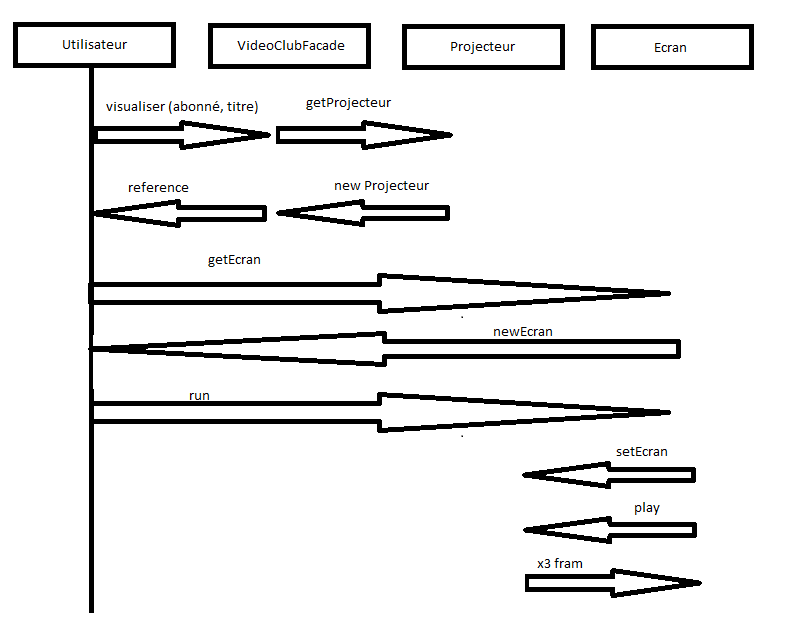 Utilisateur
VideoClubFacade
Projecteur
Ecran
visualiser (abonné, titre)
getProjecteur
reference
new Projecteur
getEcran
newEcran
run
setEcran
play
x3 fram